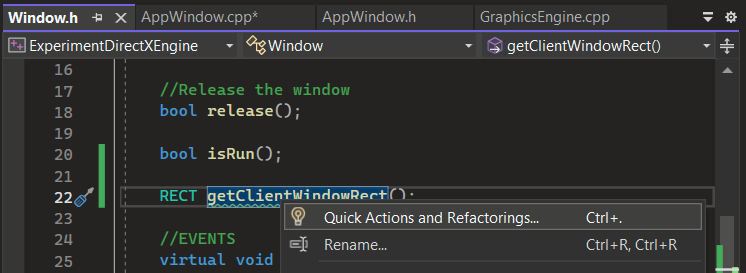 Window.h AppWindow.cpp* AppWindow.h GraphicsEngine.cpp
ExperimentDirectXEngine Window getClientWindowRect()
16
17 //Release the window
18 bool release();
19
20 bool isRun();
21
22 RECT getClientWindowRect();
23
Quick Actions and Refactorings... Ctrl+.
24 //EVENTS
Rename... Ctrl+R, Ctrl+R
25 virtual void